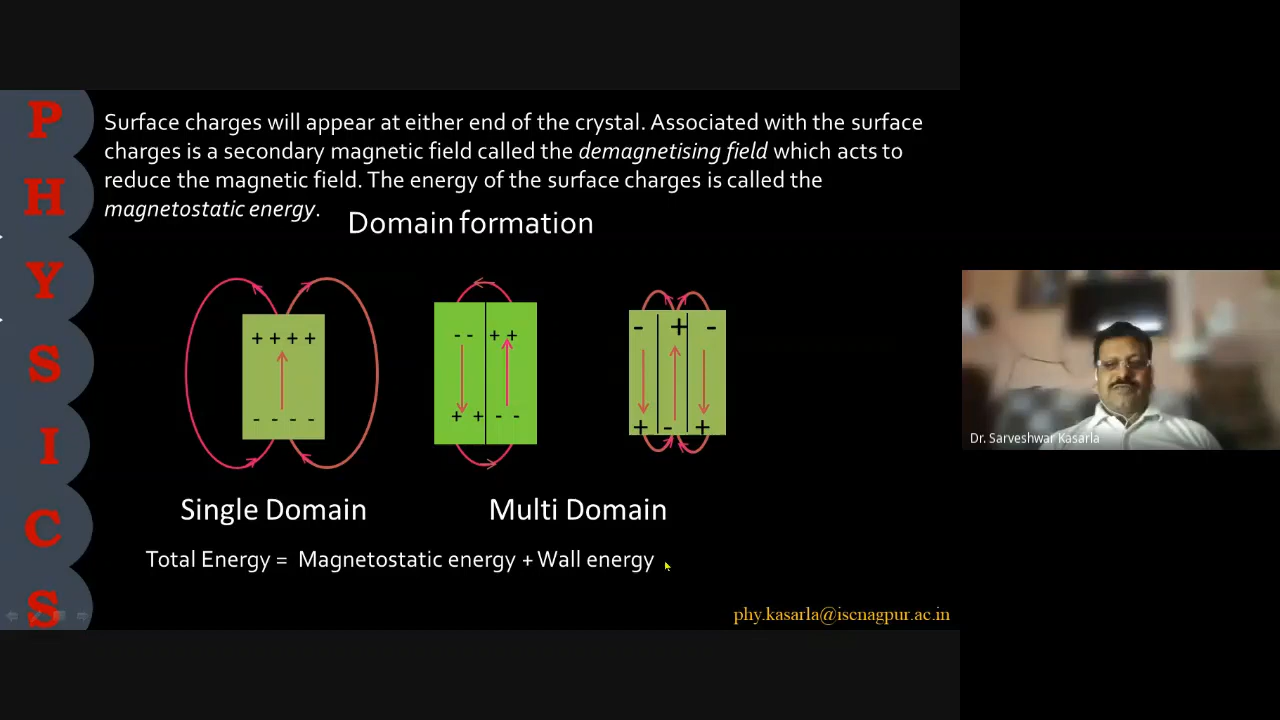 P
H
Y
S
I
C
S
Surface charges will appear at either end of the crystal. Associated with the surface
charges is a secondary magnetic field called the demagnetising field which acts to
reduce the magnetic field. The energy of the surface charges is called the
magnetostatic energy.
Domain formation
+ + + +
- - - -
- - + +
+ + - -
- + -
+ - +
Single Domain
Multi Domain
Total Energy = Magnetostatic energy + Wall energy
phy.kasarla@iscnagpur.ac.in
Dr. Sarveshwar Kasarla